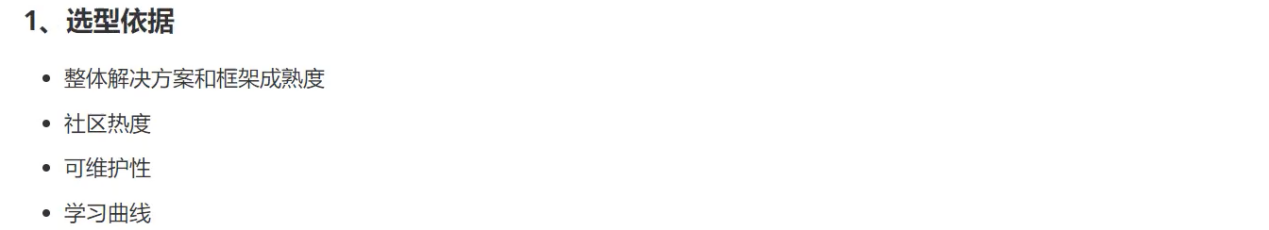 1、选型依据
• 整体解决方案和框架成熟度
• 社区热度
• 可维护性
• 学习曲线